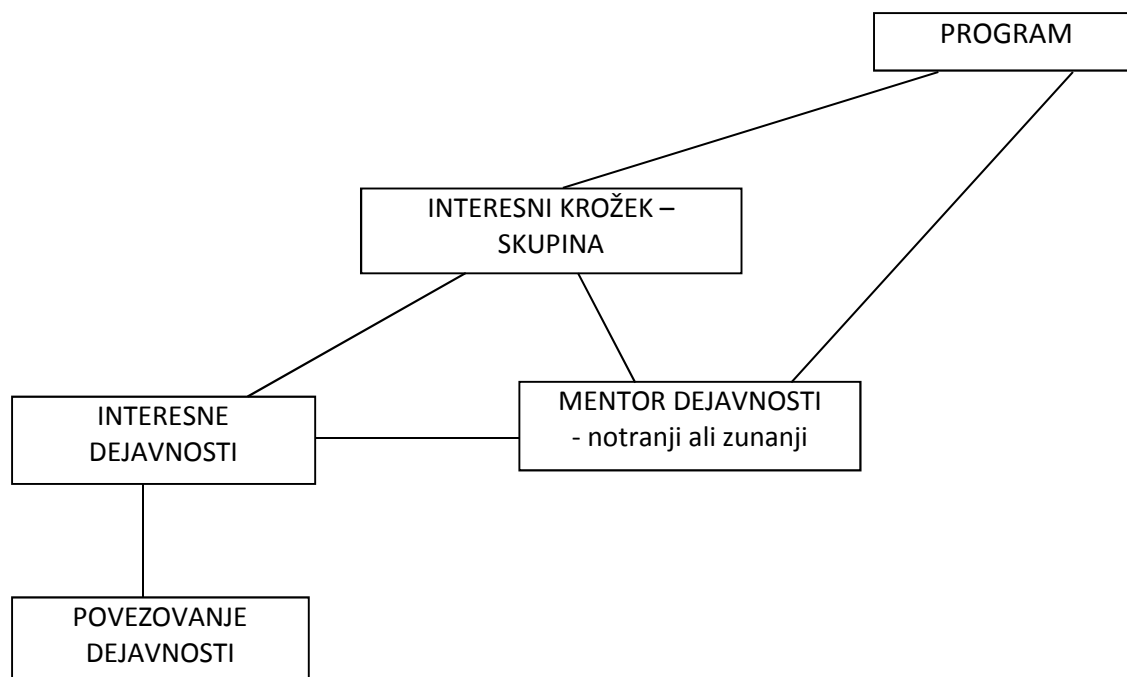 PROGRAM
INTERESNI KROŽEK –
SKUPINA
MENTOR DEJAVNOSTI
- notranji ali zunanji
INTERESNE
DEJAVNOSTI
POVEZOVANJE
DEJAVNOSTI